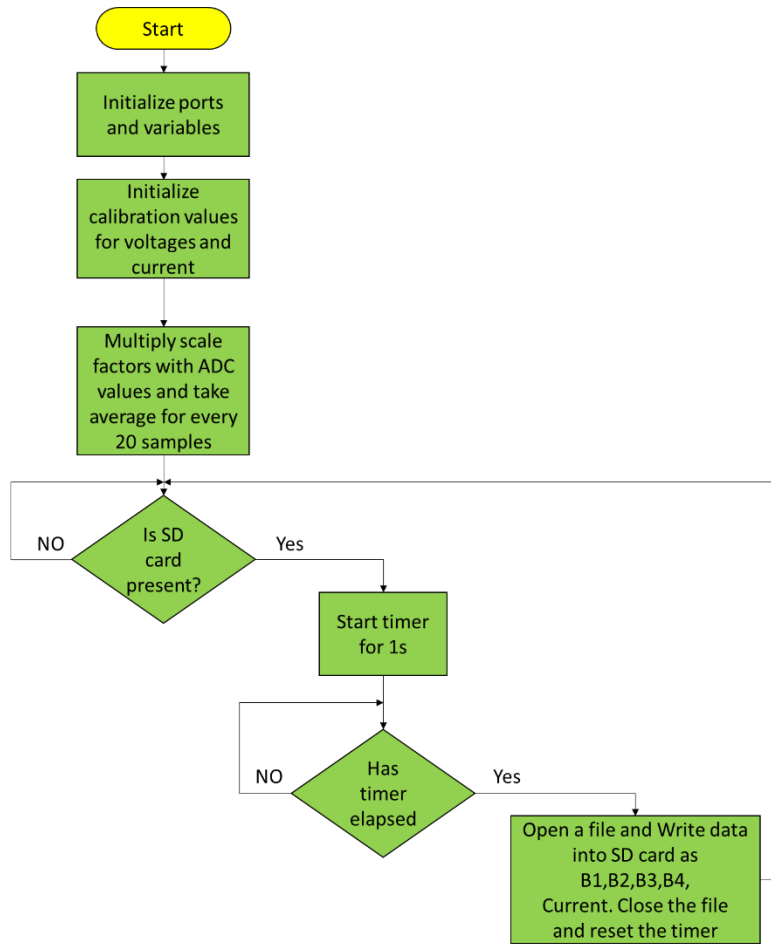 Start
Initialize ports
and variables
Initialize
calibration values
for voltages and
current
Multiply scale
factors with ADC
values and take
average for every
20 samples
NO
Is SD
card
present?
Yes
Start timer
for 1s
NO
Has
timer
elapsed
Yes
Open a file and Write data
into SD card as
B1,B2,B3,B4,
Current. Close the file
and reset the timer